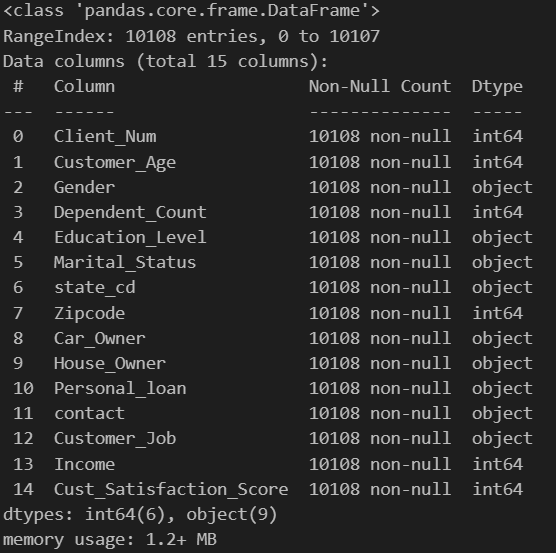 <class 'pandas.core.frame.DataFrame'>
RangeIndex: 10108 entries, 0 to 10107
Data columns (total 15 columns):
 #   Column                   Non-Null Count  Dtype
---  ------                   --------------  -----
 0   Client_Num               10108 non-null  int64
 1   Customer_Age             10108 non-null  int64
 2   Gender                   10108 non-null  object
 3   Dependent_Count          10108 non-null  int64
 4   Education_Level          10108 non-null  object
 5   Marital_Status           10108 non-null  object
 6   state_cd                 10108 non-null  object
 7   Zipcode                  10108 non-null  int64
 8   Car_Owner                10108 non-null  object
 9   House_Owner              10108 non-null  object
 10  Personal_loan            10108 non-null  object
 11  contact                  10108 non-null  object
 12  Customer_Job             10108 non-null  object
 13  Income                   10108 non-null  int64
 14  Cust_Satisfaction_Score  10108 non-null  int64
dtypes: int64(6), object(9)
memory usage: 1.2+ MB